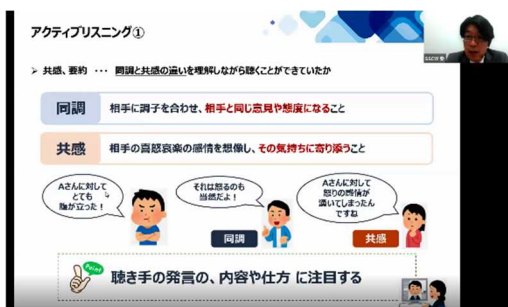 アクティブリスニング①
➢ 共感、要約 ・・・ 同調と共感の違いを理解しながら聴くことができていたか
同調 相手に調子を合わせ、相手と同じ意見や態度になること
共感 相手の喜怒哀楽の感情を想像し、その気持ちに寄り添うこと
Aさんに対して
とても
腹が立った！
それは怒るのも
当然だよ！
同調
Aさんに対して
怒りの感情が
湧いてしまったん
ですね
共感
Point
聴き手の発言の、内容や仕方 に注目する